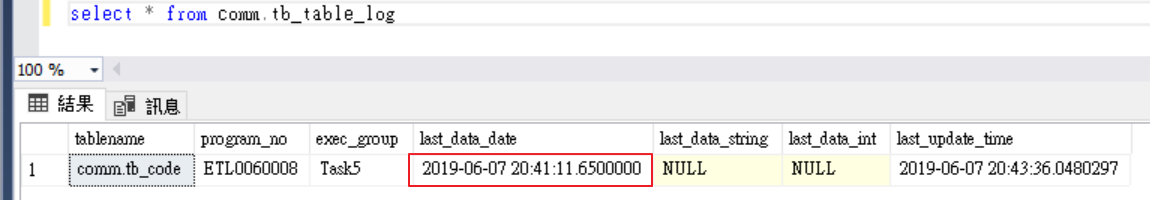 select * from comm.tb_table_log
100 %
結果 訊息
tablename program_no exec_group last_data_date last_data_string last_data_int last_update_time
1 comm.tb_code ETL0060008 Task5 2019-06-07 20:41:11.6500000 NULL NULL 2019-06-07 20:43:36.0480297